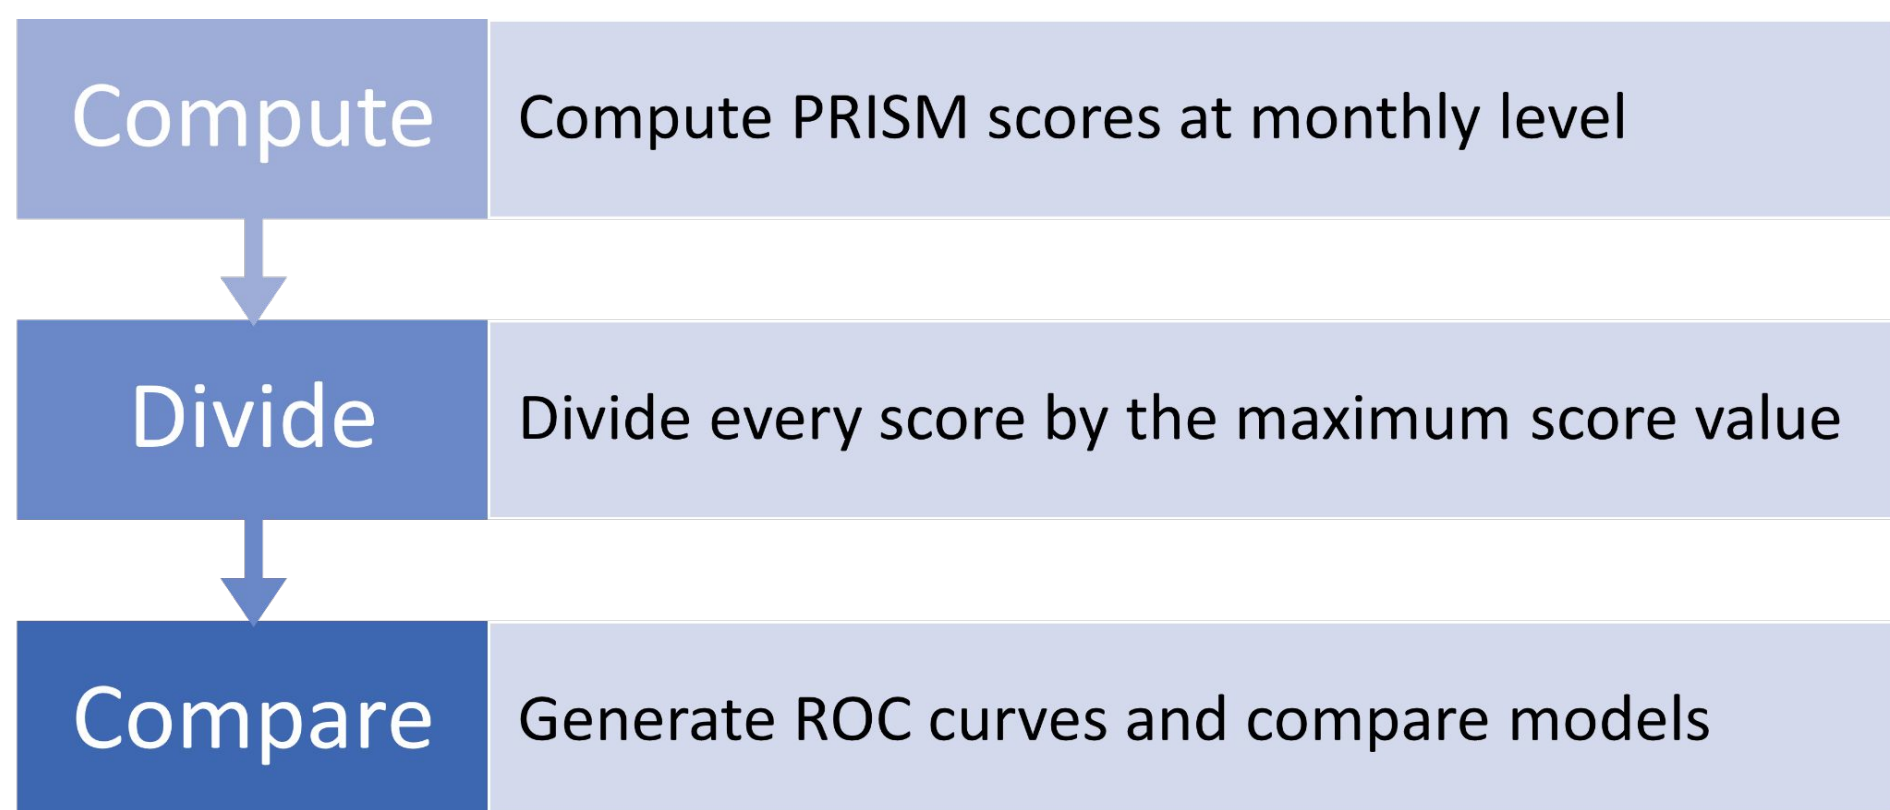 Compute
Compute PRISM scores at monthly level
Divide
Divide every score by the maximum score value
Compare
Generate ROC curves and compare models